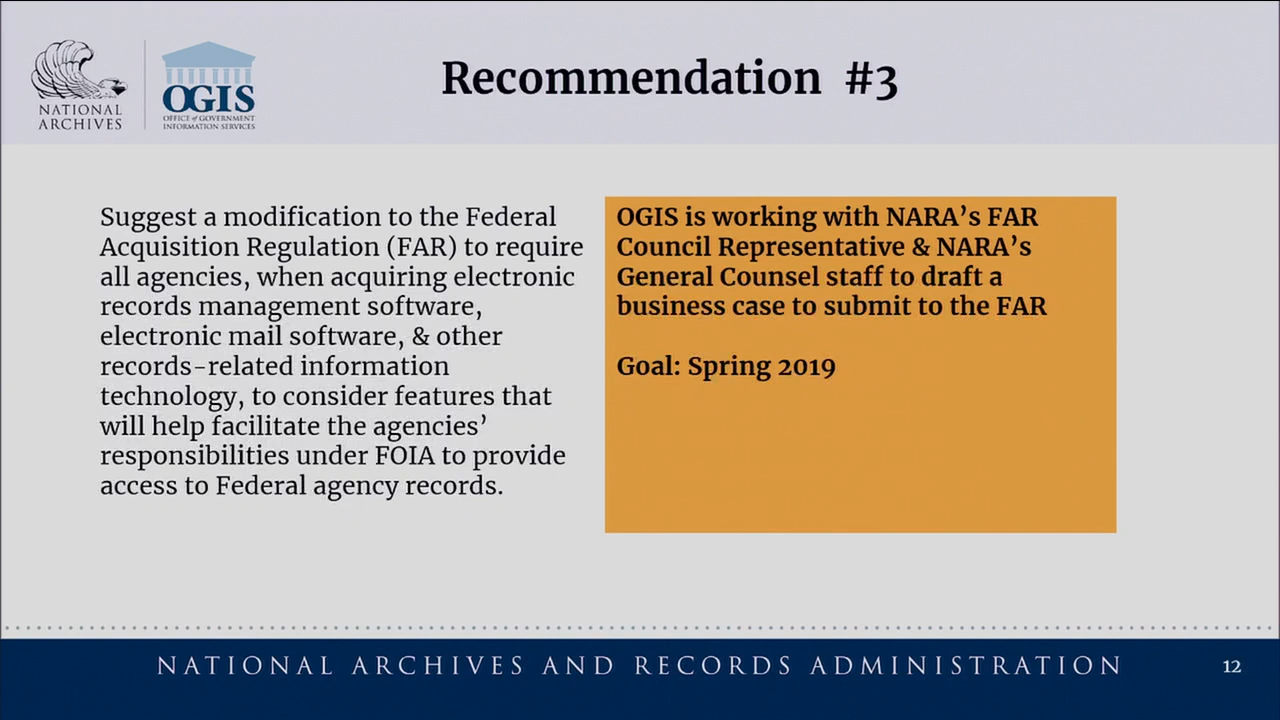 NATIONAL
ARCHIVES
OGIS
OFFICE of GOVERNMENT
INFORMATION SERVICES
Recommendation #3
Suggest a modification to the Federal
Acquisition Regulation (FAR) to require
all agencies, when acquiring electronic
records management software,
electronic mail software, & other
records-related information
technology, to consider features that
will help facilitate the agencies’
responsibilities under FOIA to provide
access to Federal agency records.
OGIS is working with NARA’s FAR
Council Representative & NARA’s
General Counsel staff to draft a
business case to submit to the FAR
Goal: Spring 2019
NATIONAL ARCHIVES AND RECORDS ADMINISTRATION
12